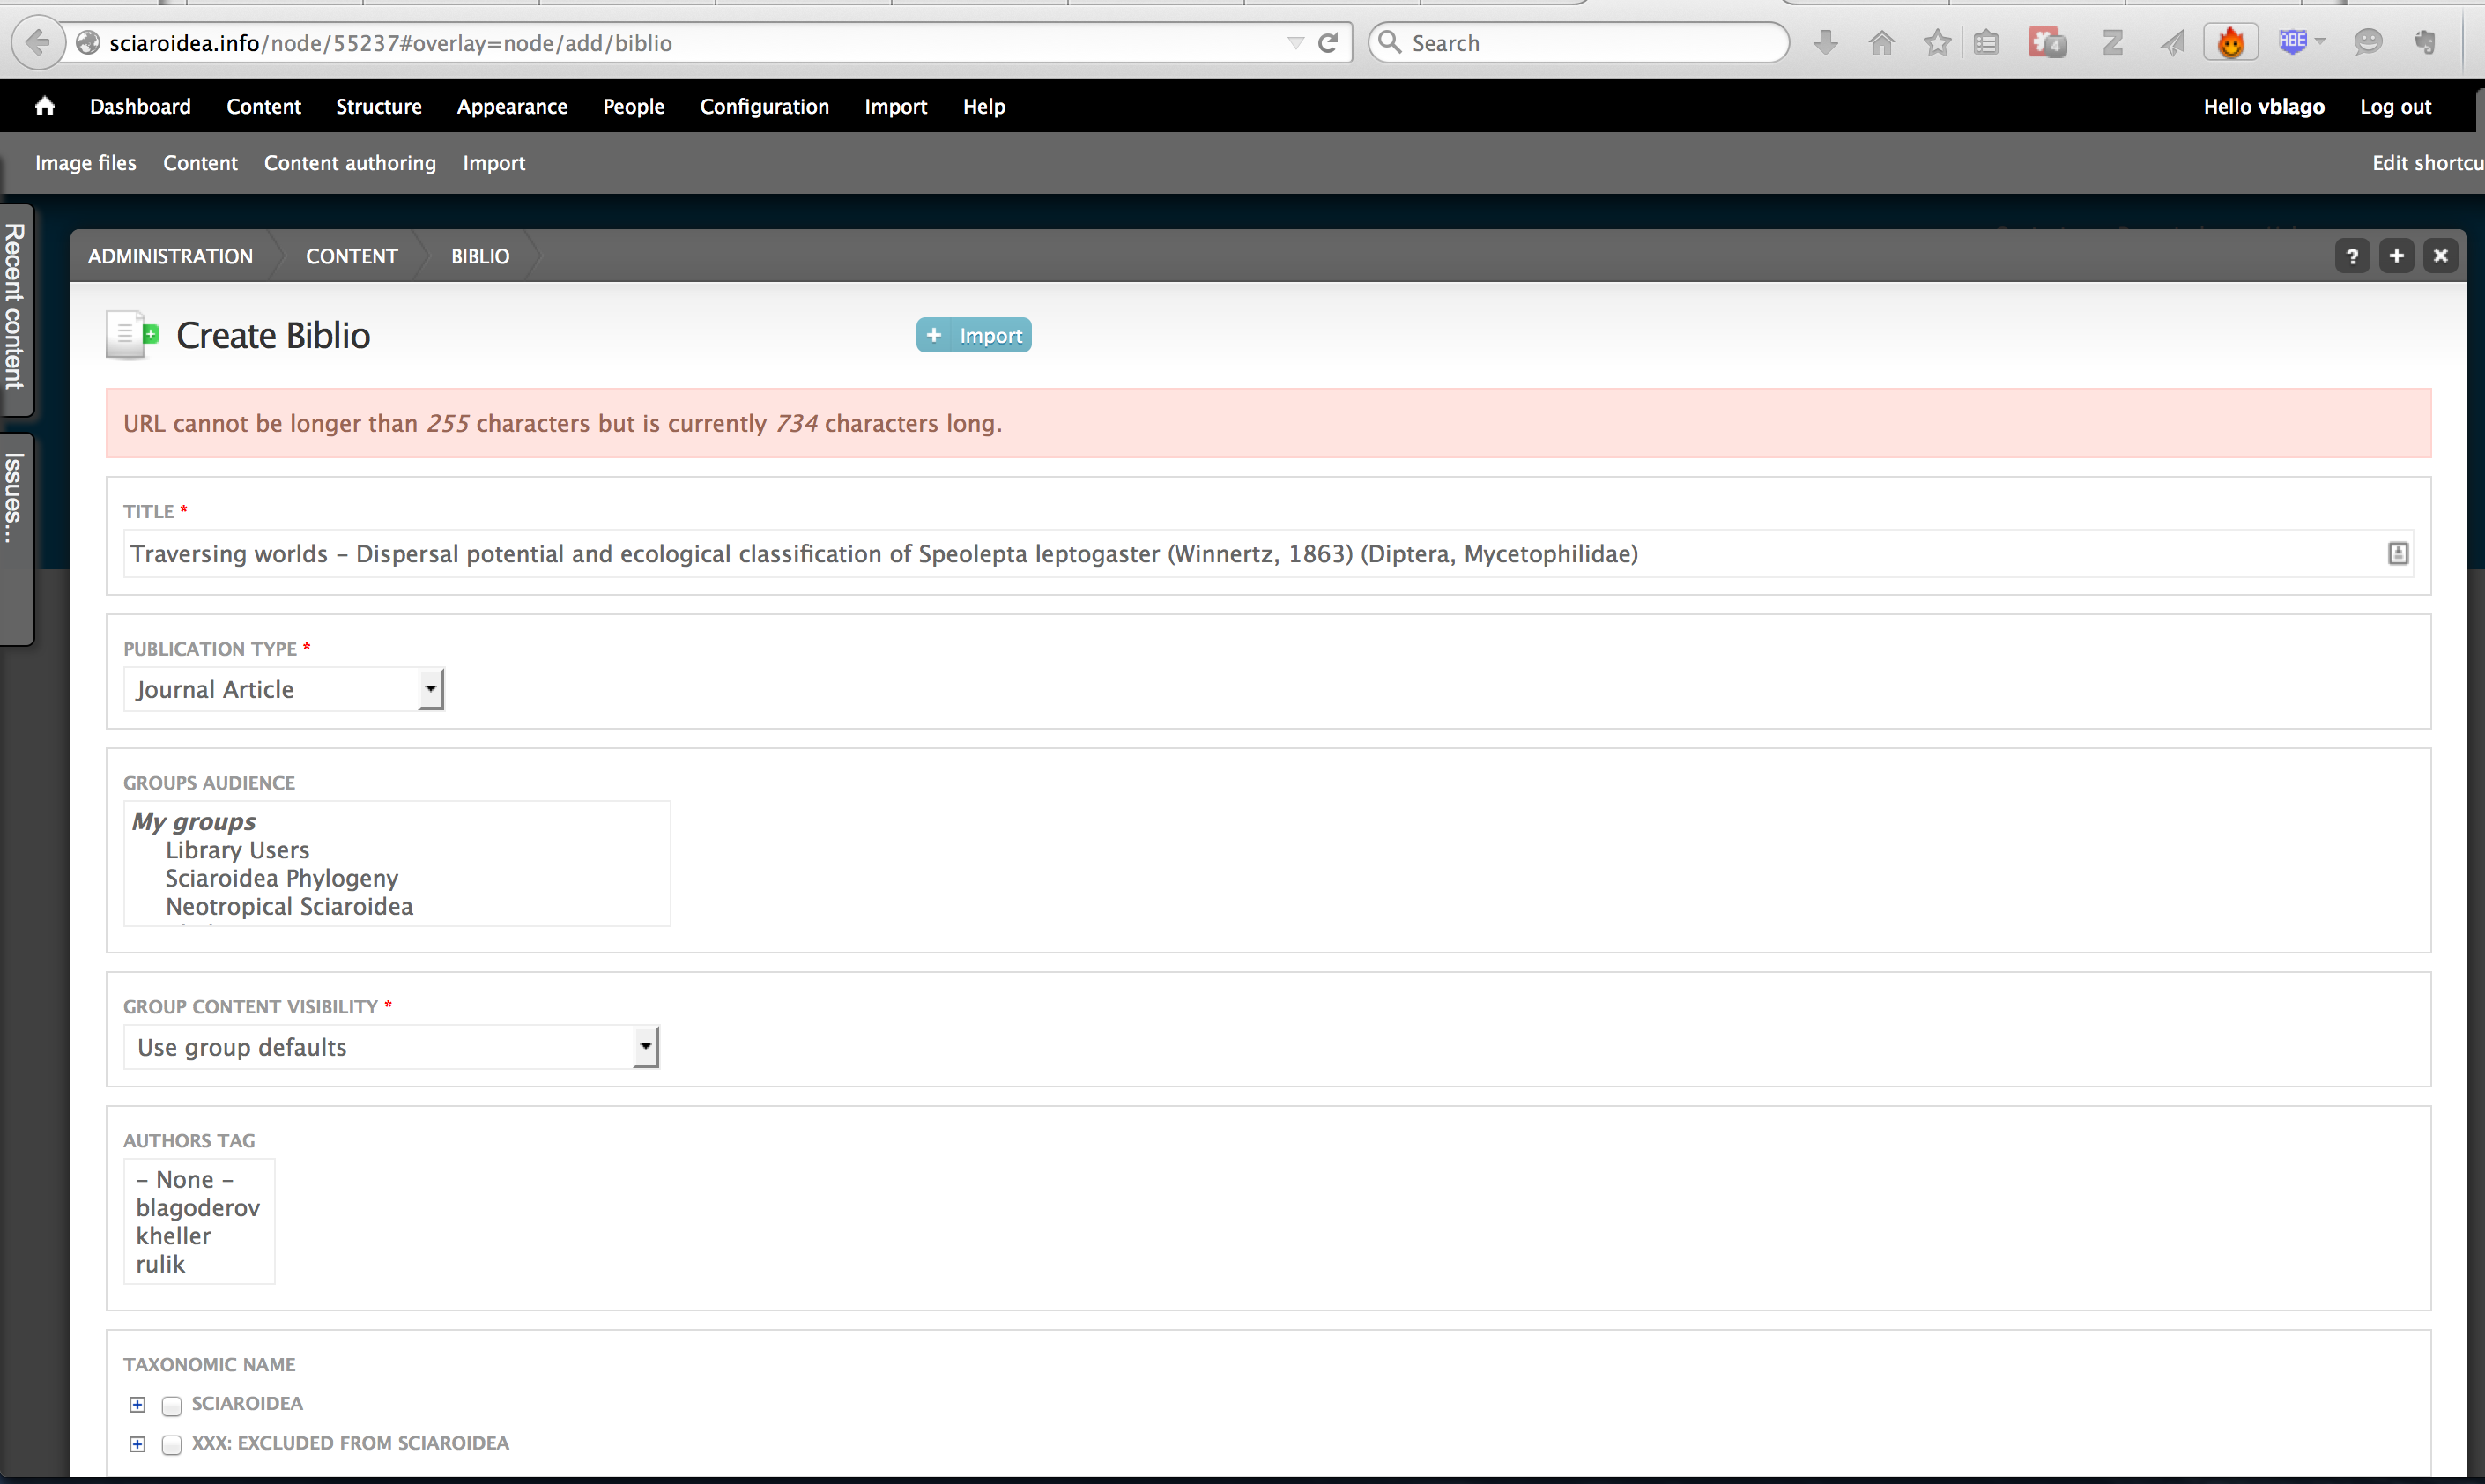 sciaroidea.info/node/55237#overlay=node/add/biblio
Search
4
Z
ABE
Dashboard Content Structure Appearance People Configuration Import Help
Hello vblago Log out
Image files Content Content authoring Import
Edit shortcu
Recent content
Issues...
ADMINISTRATION CONTENT BIBLIO
? + ×
Create Biblio
+ Import
URL cannot be longer than 255 characters but is currently 734 characters long.
TITLE *
Traversing worlds – Dispersal potential and ecological classification of Speolepta leptogaster (Winnertz, 1863) (Diptera, Mycetophilidae)
PUBLICATION TYPE *
Journal Article
GROUPS AUDIENCE
My groups
Library Users
Sciaroidea Phylogeny
Neotropical Sciaroidea
GROUP CONTENT VISIBILITY *
Use group defaults
AUTHORS TAG
– None –
blagoderov
kheller
rulik
TAXONOMIC NAME
SCIAROIDEA
XXX: EXCLUDED FROM SCIAROIDEA